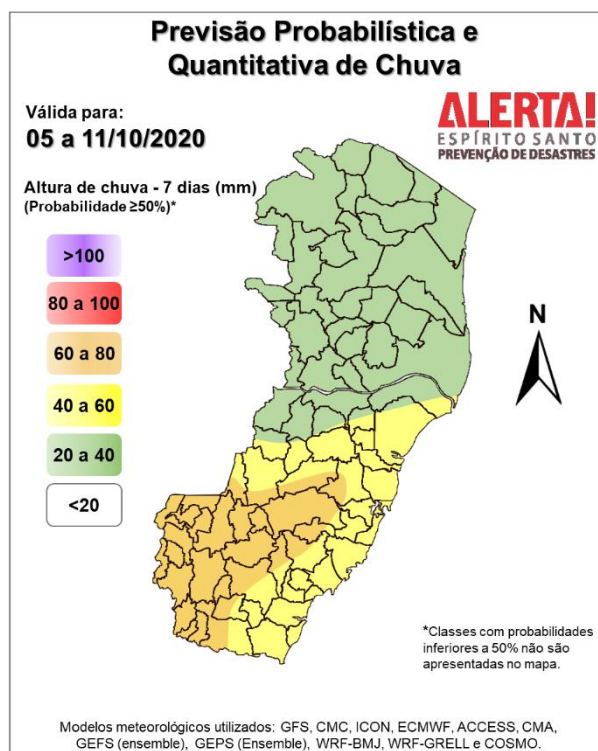 Previsão Probabilística e
Quantitativa de Chuva
Válida para:
05 a 11/10/2020
ALERTA!
ESPÍRITO SANTO
PREVENÇÃO DE DESASTRES
Altura de chuva - 7 dias (mm)
(Probabilidade ≥50%)*
>100
80 a 100
60 a 80
40 a 60
20 a 40
<20
N
*Classes com probabilidades
inferiores a 50% não são
apresentadas no mapa.
Modelos meteorológicos utilizados: GFS, CMC, ICON, ECMWF, ACCESS, CMA,
GEFS (ensemble), GEPS (Ensemble), WRF-BMJ, WRF-GRELL e COSMO.